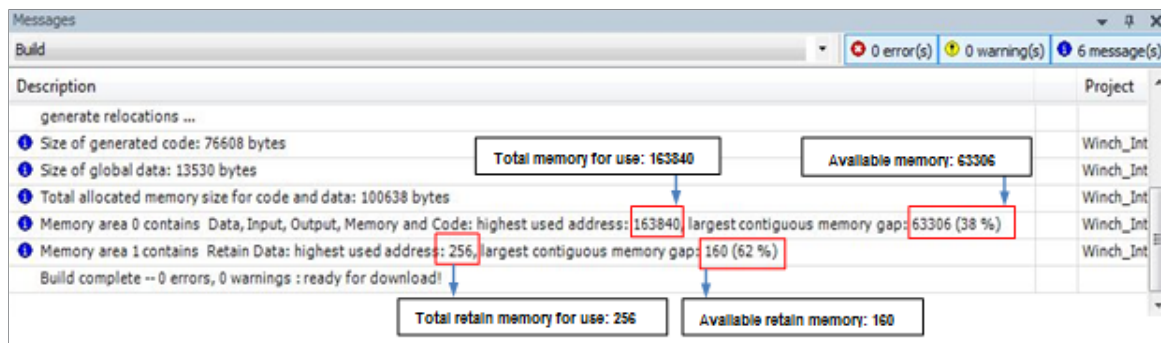 Messages
Build
0 error(s) 0 warning(s) 6 message(s)
Description Project
generate relocations ...
Size of generated code: 76608 bytes Winch_Int
Total memory for use: 163840 Available memory: 63306
Size of global data: 13530 bytes Winch_Int
Total allocated memory size for code and data: 100638 bytes Winch_Int
Memory area 0 contains Data, Input, Output, Memory and Code: highest used address: 163840, largest contiguous memory gap: 63306 (38 %) Winch_Int
Memory area 1 contains Retain Data: highest used address: 256, largest contiguous memory gap: 160 (62 %) Winch_Int
Build complete -- 0 errors, 0 warnings : ready for download!
Total retain memory for use: 256 Available retain memory: 160